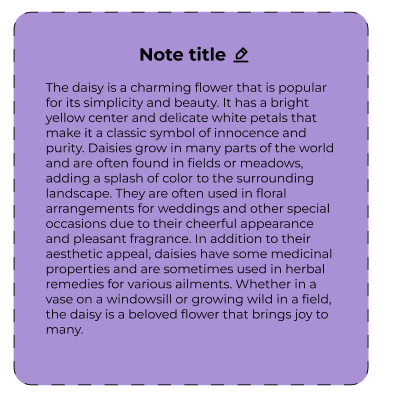 Note title
The daisy is a charming flower that is popular
for its simplicity and beauty. It has a bright
yellow center and delicate white petals that
make it a classic symbol of innocence and
purity. Daisies grow in many parts of the world
and are often found in fields or meadows,
adding a splash of color to the surrounding
landscape. They are often used in floral
arrangements for weddings and other special
occasions due to their cheerful appearance
and pleasant fragrance. In addition to their
aesthetic appeal, daisies have some medicinal
properties and are sometimes used in herbal
remedies for various ailments. Whether in a
vase on a windowsill or growing wild in a field,
the daisy is a beloved flower that brings joy to
many.